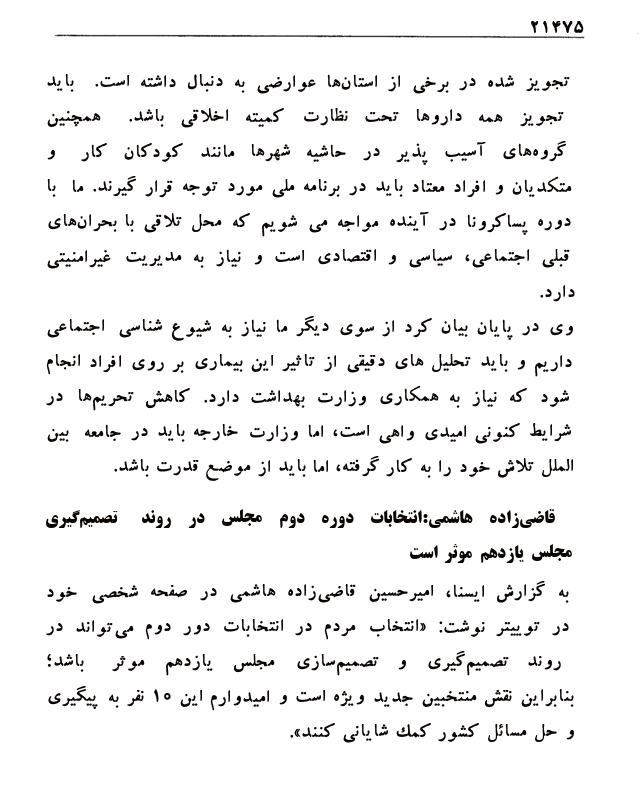 ۲۱۴۷۵
تجویز شده در برخی از استان‌ها عوارضی به دنبال داشته است. باید
تجویز همه داروها تحت نظارت کمیته اخلاقی باشد. همچنین
گروه‌های آسیب پذیر در حاشیه شهرها مانند کودکان کار و
متکدیان و افراد معتاد باید در برنامه ملی مورد توجه قرار گیرند. ما با
دوره پساکرونا در آینده مواجه می شویم که محل تلاقی با بحران‌های
قبلی اجتماعی، سیاسی و اقتصادی است و نیاز به مدیریت غیرامنیتی
دارد.
وی در پایان بیان کرد از سوی دیگر ما نیاز به شیوع شناسی اجتماعی
داریم و باید تحلیل های دقیقی از تاثیر این بیماری بر روی افراد انجام
شود که نیاز به همکاری وزارت بهداشت دارد. کاهش تحریم‌ها در
شرایط کنونی امیدی واهی است، اما وزارت خارجه باید در جامعه بین
الملل تلاش خود را به کار گرفته، اما باید از موضع قدرت باشد.
قاضی‌زاده هاشمی:انتخابات دوره دوم مجلس در روند تصمیم‌گیری
مجلس یازدهم موثر است
به گزارش ایسنا، امیرحسین قاضی‌زاده هاشمی در صفحه شخصی خود
در توییتر نوشت: «انتخاب مردم در انتخابات دور دوم می‌تواند در
روند تصمیم‌گیری و تصمیم‌سازی مجلس یازدهم موثر باشد؛
بنابراین نقش منتخبین جدید ویژه است و امیدوارم این ۱۵ نفر به پیگیری
و حل مسائل کشور کمك شایانی کنند».